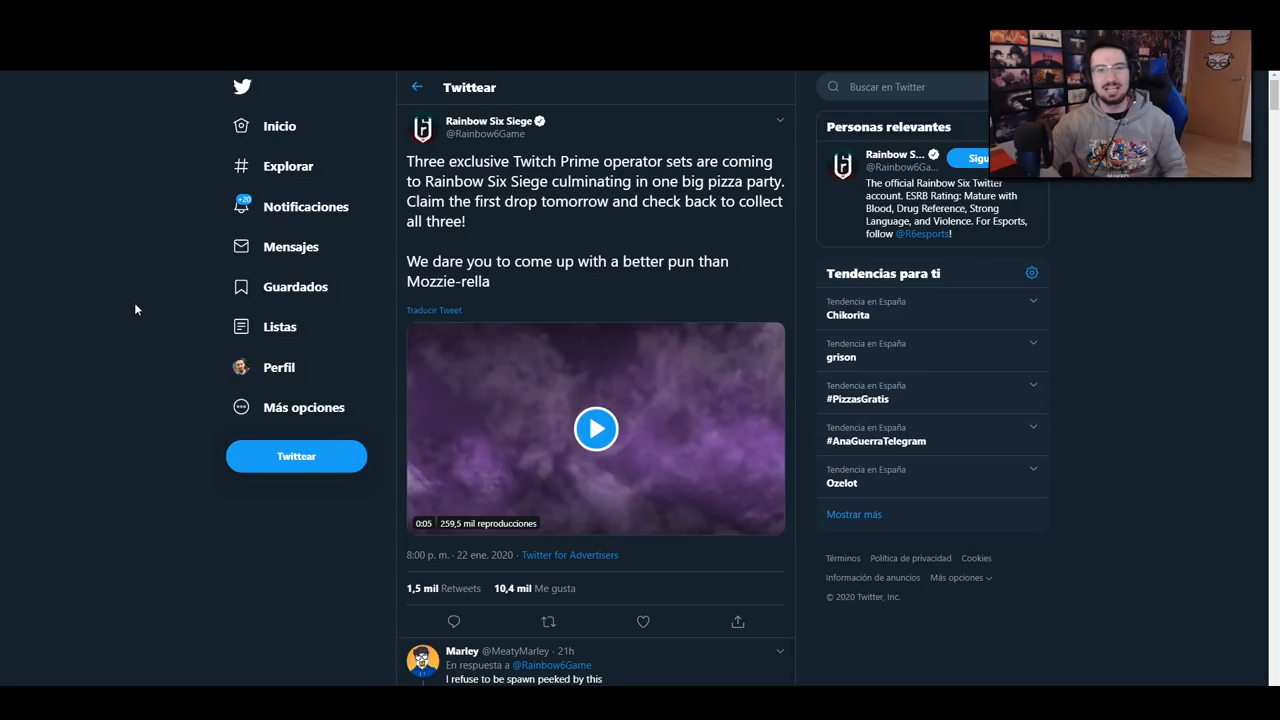 Inicio
Explorar
+20
Notificaciones
Mensajes
Guardados
Listas
Perfil
Más opciones
Twittear
Twittear
Rainbow Six Siege
@Rainbow6Game
Three exclusive Twitch Prime operator sets are coming
to Rainbow Six Siege culminating in one big pizza party.
Claim the first drop tomorrow and check back to collect
all three!
We dare you to come up with a better pun than
Mozzie-rella
Traducir Tweet
0:05 259,5 mil reproducciones
8:00 p. m. · 22 ene. 2020 · Twitter for Advertisers
1,5 mil Retweets 10,4 mil Me gusta
Marley @MeatyMarley · 21h
En respuesta a @Rainbow6Game
I refuse to be spawn peeked by this
Buscar en Twitter
Personas relevantes
Rainbow S...
@Rainbow6Ga...
Sigu
The official Rainbow Six Twitter
account. ESRB Rating: Mature with
Blood, Drug Reference, Strong
Language, and Violence. For Esports,
follow @R6esports!
Tendencias para ti
Tendencia en España
Chikorita
Tendencia en España
grison
Tendencia en España
#PizzasGratis
Tendencia en España
#AnaGuerraTelegram
Tendencia en España
Ozelot
Mostrar más
Términos Política de privacidad Cookies
Información de anuncios Más opciones
© 2020 Twitter, Inc.